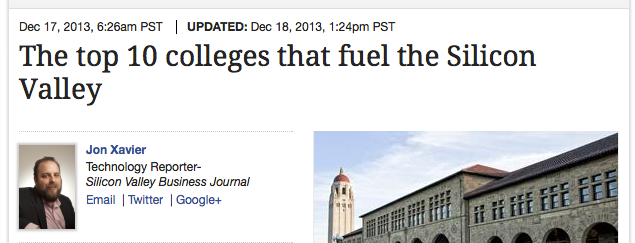 Dec 17, 2013, 6:26am PST | UPDATED: Dec 18, 2013, 1:24pm PST
The top 10 colleges that fuel the Silicon
Valley
Jon Xavier
Technology Reporter-
Silicon Valley Business Journal
Email | Twitter | Google+